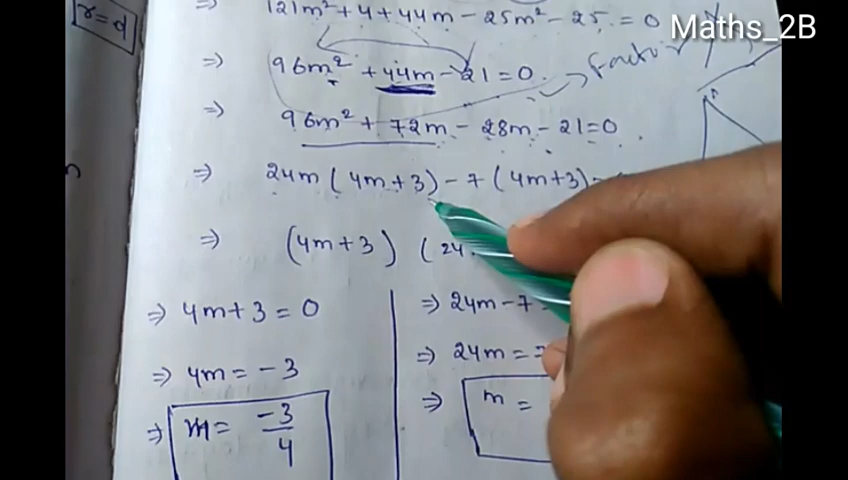 Maths_2B
r=d
=> 121m² + 4 + 44m - 25m² - 25 = 0
=> 96m² + 44m - 21 = 0. -> Factor
=> 96m² + 72m - 28m - 21 = 0
=> 24m (4m+3) - 7 (4m+3)
=> (4m+3) (24
=> 4m+3 = 0
=> 4m = -3
=> m = -3/4
=> 24m - 7
=> 24m =
=> m =